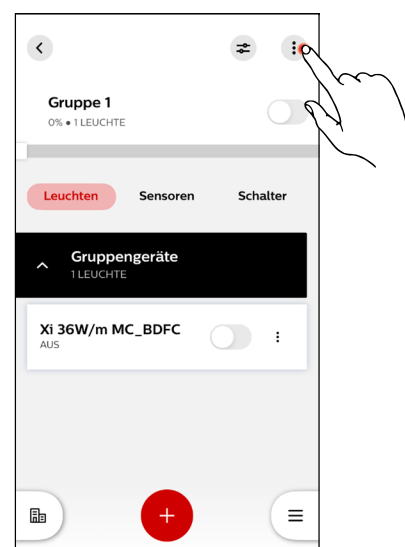 Gruppe 1
0% • 1 LEUCHTE
Leuchten Sensoren Schalter
Gruppengeräte
1 LEUCHTE
Xi 36W/m MC_BDFC
AUS